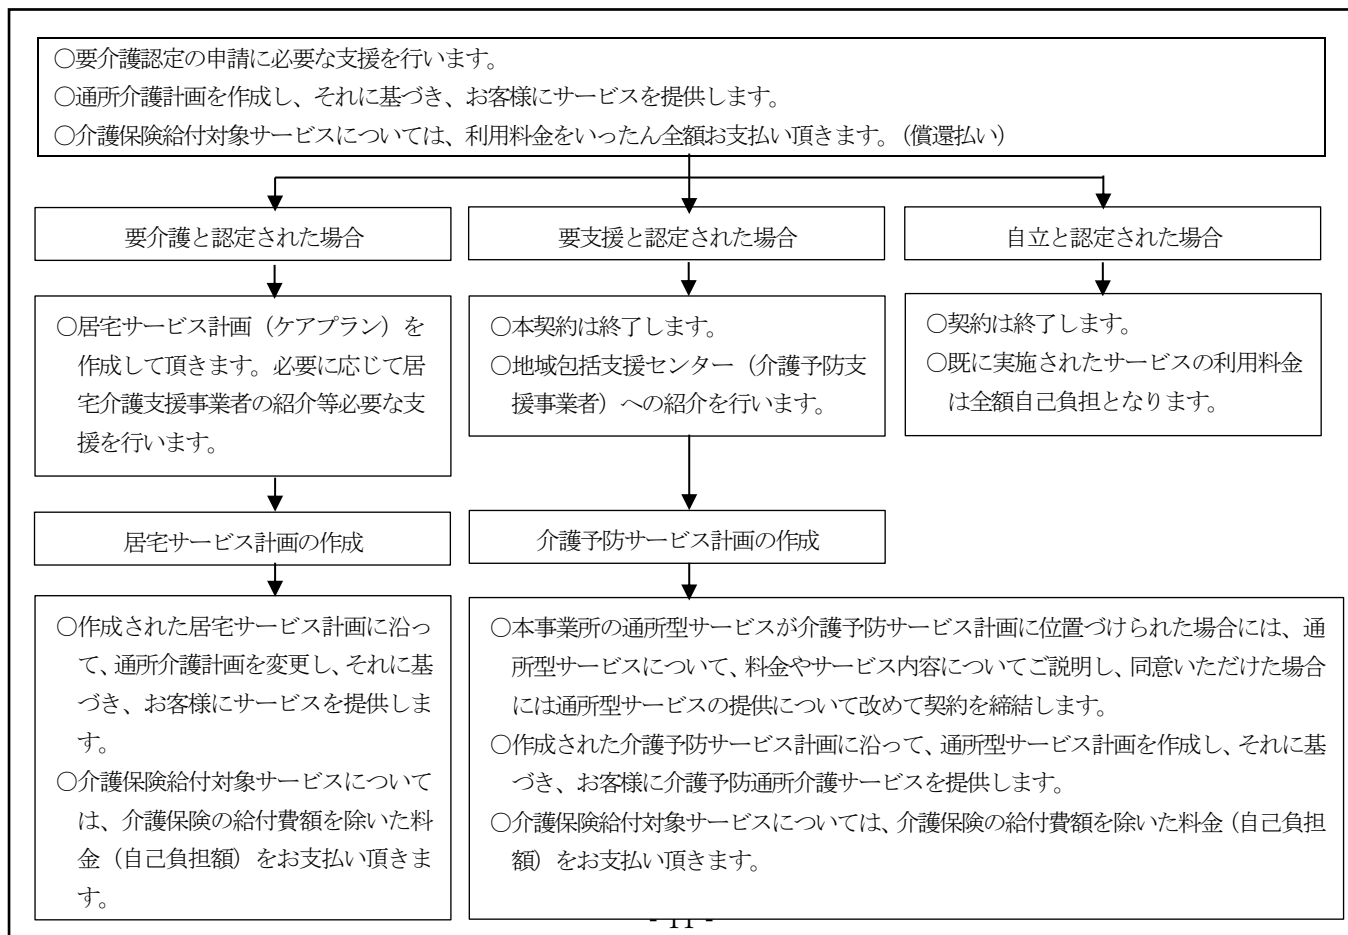 ○要介護認定の申請に必要な支援を行います。
○通所介護計画を作成し、それに基づき、お客様にサービスを提供します。
○介護保険給付対象サービスについては、利用料金をいったん全額お支払い頂きます。（償還払い）
要介護と認定された場合
要支援と認定された場合
自立と認定された場合
○居宅サービス計画（ケアプラン）を
作成して頂きます。必要に応じて居
宅介護支援事業者の紹介等必要な支
援を行います。
○本契約は終了します。
○地域包括支援センター（介護予防支
援事業者）への紹介を行います。
○契約は終了します。
○既に実施されたサービスの利用料金
は全額自己負担となります。
居宅サービス計画の作成
介護予防サービス計画の作成
○作成された居宅サービス計画に沿っ
て、通所介護計画を変更し、それに基
づき、お客様にサービスを提供しま
す。
○介護保険給付対象サービスについて
は、介護保険の給付費額を除いた料
金（自己負担額）をお支払い頂きま
す。
○本事業所の通所型サービスが介護予防サービス計画に位置づけられた場合には、通
所型サービスについて、料金やサービス内容についてご説明し、同意いただけた場合
には通所型サービスの提供について改めて契約を締結します。
○作成された介護予防サービス計画に沿って、通所型サービス計画を作成し、それに基
づき、お客様に介護予防通所介護サービスを提供します。
○介護保険給付対象サービスについては、介護保険の給付費額を除いた料金（自己負担
額）をお支払い頂きます。
- 11 -